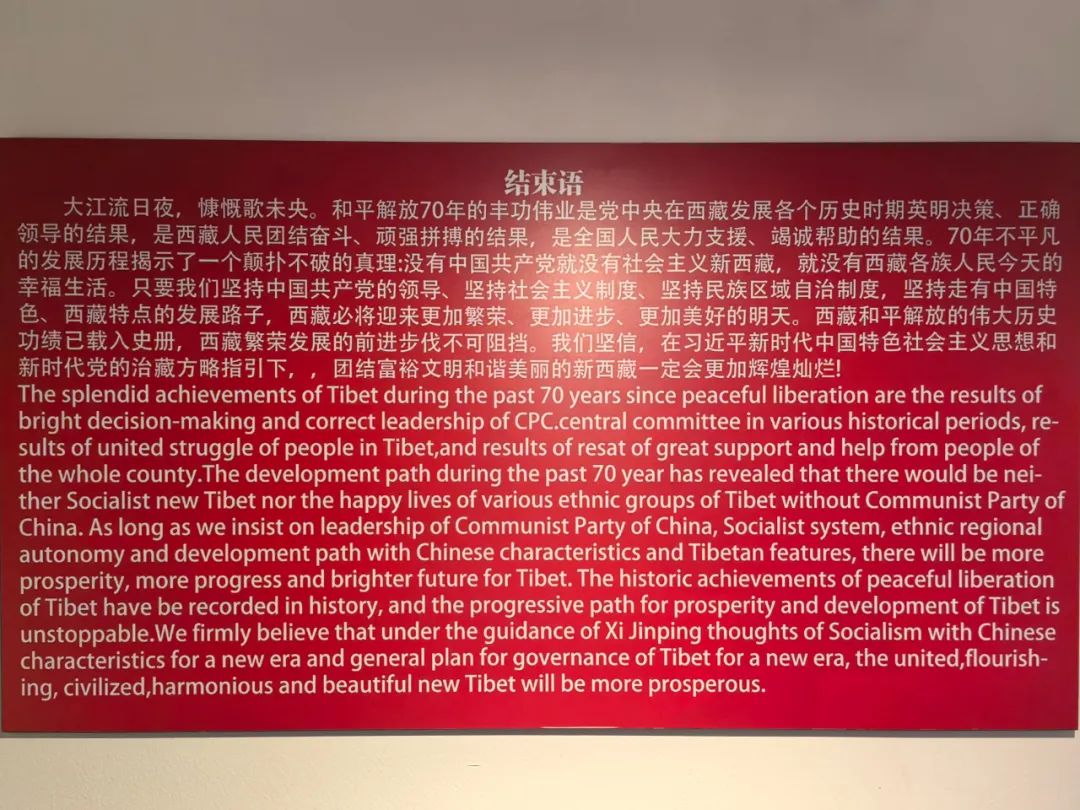 结束语
大江流日夜，慷慨歌未央。和平解放70年的丰功伟业是党中央在西藏发展各个历史时期英明决策、正确
领导的结果，是西藏人民团结奋斗、顽强拼搏的结果，是全国人民大力支援、竭诚帮助的结果。70年不平凡
的发展历程揭示了一个颠扑不破的真理:没有中国共产党就没有社会主义新西藏，就没有西藏各族人民今天的
幸福生活。只要我们坚持中国共产党的领导、坚持社会主义制度、坚持民族区域自治制度，坚持走有中国特
色、西藏特点的发展路子，西藏必将迎来更加繁荣、更加进步、更加美好的明天。西藏和平解放的伟大历史
功绩已载入史册，西藏繁荣发展的前进步伐不可阻挡。我们坚信，在习近平新时代中国特色社会主义思想和
新时代党的治藏方略指引下，，团结富裕文明和谐美丽的新西藏一定会更加辉煌灿烂!
The splendid achievements of Tibet during the past 70 years since peaceful liberation are the results of
bright decision-making and correct leadership of CPC.central committee in various historical periods, re-
sults of united struggle of people in Tibet,and results of resat of great support and help from people of
the whole county.The development path during the past 70 year has revealed that there would be nei-
ther Socialist new Tibet nor the happy lives of various ethnic groups of Tibet without Communist Party of
China. As long as we insist on leadership of Communist Party of China, Socialist system, ethnic regional
autonomy and development path with Chinese characteristics and Tibetan features, there will be more
prosperity, more progress and brighter future for Tibet. The historic achievements of peaceful liberation
of Tibet have be recorded in history, and the progressive path for prosperity and development of Tibet is
unstoppable.We firmly believe that under the guidance of Xi Jinping thoughts of Socialism with Chinese
characteristics for a new era and general plan for governance of Tibet for a new era, the united,flourish-
ing, civilized,harmonious and beautiful new Tibet will be more prosperous.